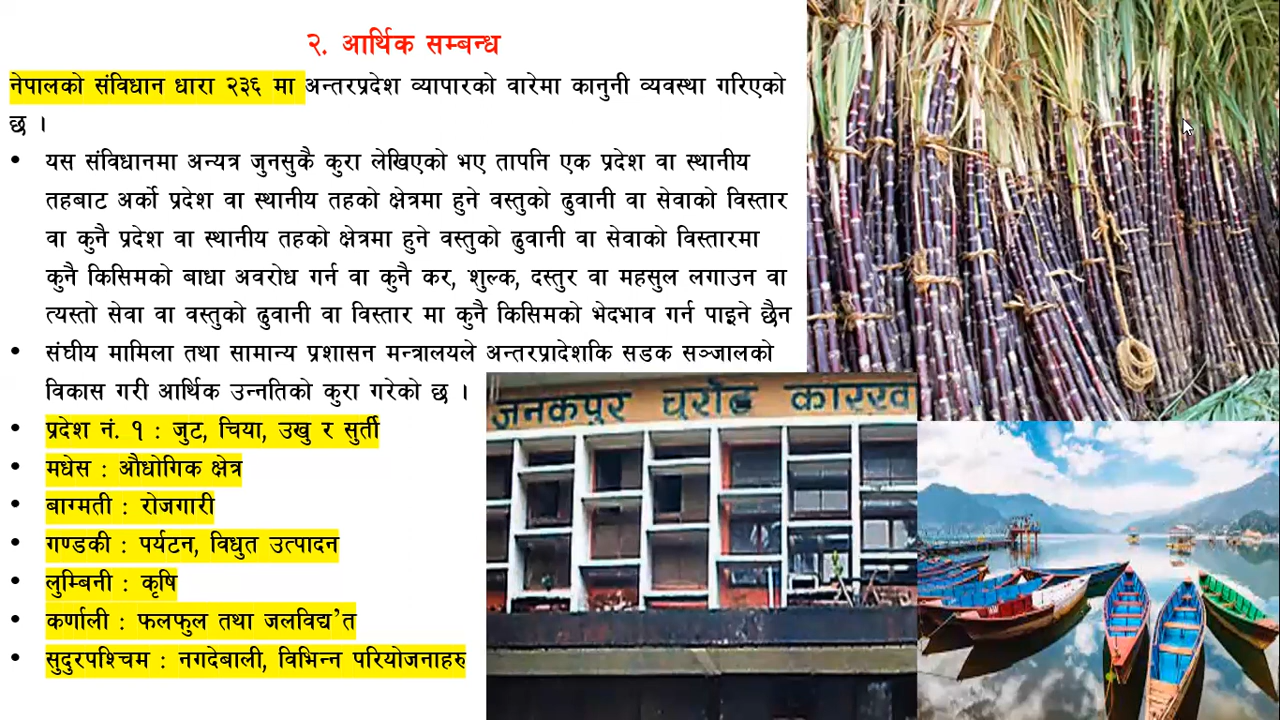 २. आर्थिक सम्बन्ध
नेपालको संविधान धारा २३६ मा अन्तरप्रदेश व्यापारको वारेमा कानुनी व्यवस्था गरिएको
छ ।
• यस संविधानमा अन्यत्र जुनसुकै कुरा लेखिएको भए तापनि एक प्रदेश वा स्थानीय
तहबाट अर्को प्रदेश वा स्थानीय तहको क्षेत्रमा हुने वस्तुको ढुवानी वा सेवाको विस्तार
वा कुनै प्रदेश वा स्थानीय तहको क्षेत्रमा हुने वस्तुको ढुवानी वा सेवाको विस्तारमा
कुनै किसिमको बाधा अवरोध गर्न वा कुनै कर, शुल्क, दस्तुर वा महसुल लगाउन वा
त्यस्तो सेवा वा वस्तुको ढुवानी वा विस्तार मा कुनै किसिमको भेदभाव गर्न पाइने छैन
• संघीय मामिला तथा सामान्य प्रशासन मन्त्रालयले अन्तरप्रादेशकि सडक सञ्जालको
विकास गरी आर्थिक उन्नतिको कुरा गरेको छ ।
• प्रदेश नं. १ : जुट, चिया, उखु र सुर्ती
• मधेस : औधोगिक क्षेत्र
• बाग्मती : रोजगारी
• गण्डकी : पर्यटन, विधुत उत्पादन
• लुम्बिनी : कृषि
• कर्णाली : फलफुल तथा जलविद्य’त
• सुदुरपश्चिम : नगदेबाली, विभिन्न परियोजनाहरु
जनकपुर चुरोट कारख